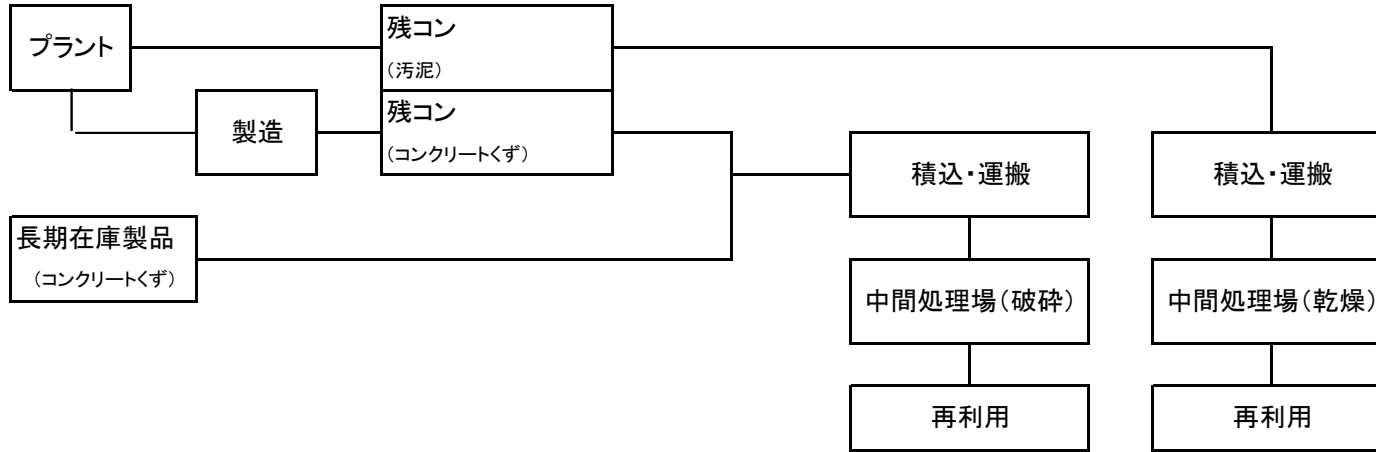 プラント
残コン
(汚泥)
製造
残コン
(コンクリートくず)
積込・運搬
積込・運搬
長期在庫製品
(コンクリートくず)
中間処理場(破砕)
中間処理場(乾燥)
再利用
再利用